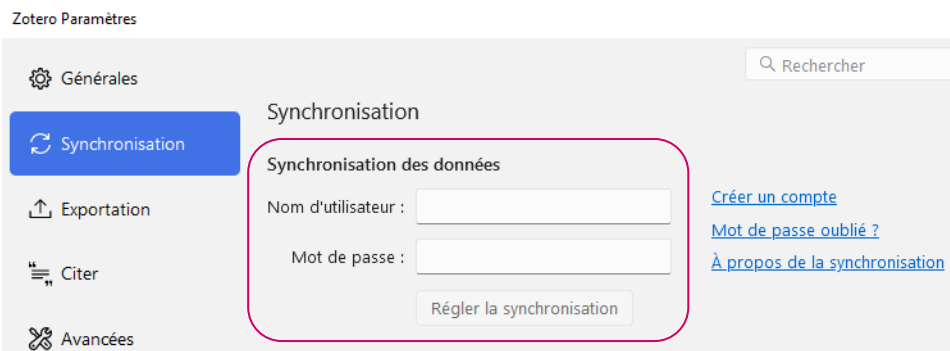 Zotero Paramètres
Rechercher
Générales
Synchronisation
Exportation
Citer
Avancées
Synchronisation
Synchronisation des données
Nom d'utilisateur :
Mot de passe :
Régler la synchronisation
Créer un compte
Mot de passe oublié ?
À propos de la synchronisation